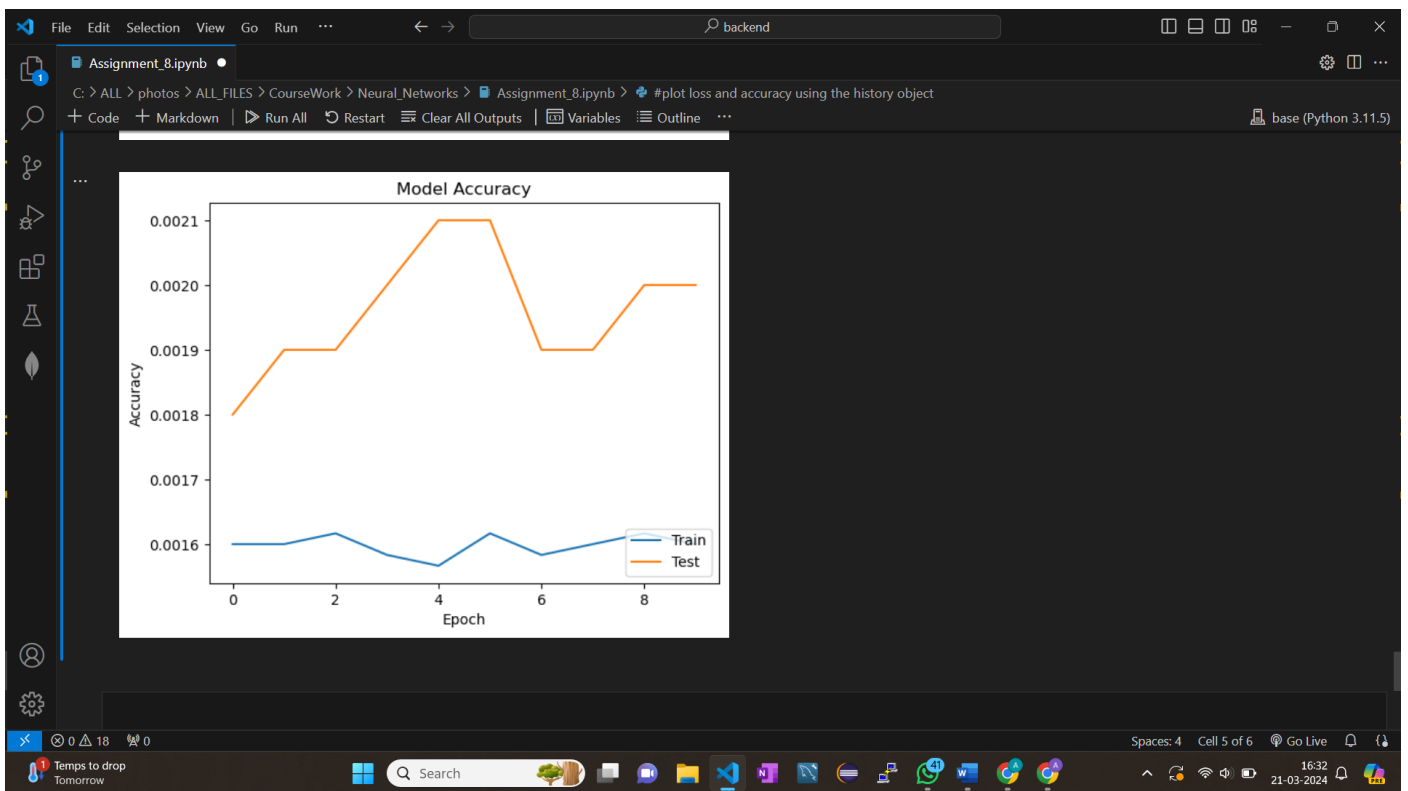 File Edit Selection View Go Run ··· ← → backend
Assignment_8.ipynb ●
C: > ALL > photos > ALL_FILES > CourseWork > Neural_Networks > Assignment_8.ipynb > #plot loss and accuracy using the history object
+ Code + Markdown | Run All Restart Clear All Outputs | Variables Outline ··· base (Python 3.11.5)
1
...
Model Accuracy
0.0021
0.0020
0.0019
0.0018
0.0017
0.0016
Accuracy
Train
Test
0 2 4 6 8
Epoch
0 18 0 Spaces: 4 Cell 5 of 6 Go Live
1 Temps to drop
Tomorrow
Search
41
16:32
21-03-2024
PRE